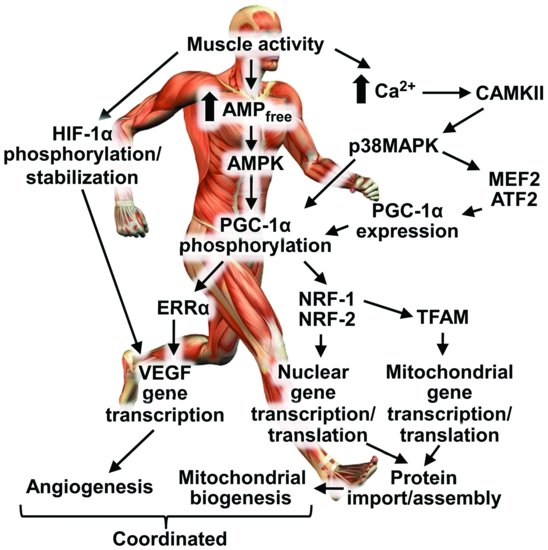 Muscle activity
Ca²⁺
CAMKII
AMPfree
HIF-1α
phosphorylation/
stabilization
AMPK
p38MAPK
MEF2
ATF2
PGC-1α
expression
PGC-1α
phosphorylation
ERRα
NRF-1
NRF-2
TFAM
VEGF
gene
transcription
Nuclear
gene
transcription/
translation
Mitochondrial
gene
transcription/
translation
Angiogenesis
Mitochondrial
biogenesis
Protein
import/assembly
Coordinated